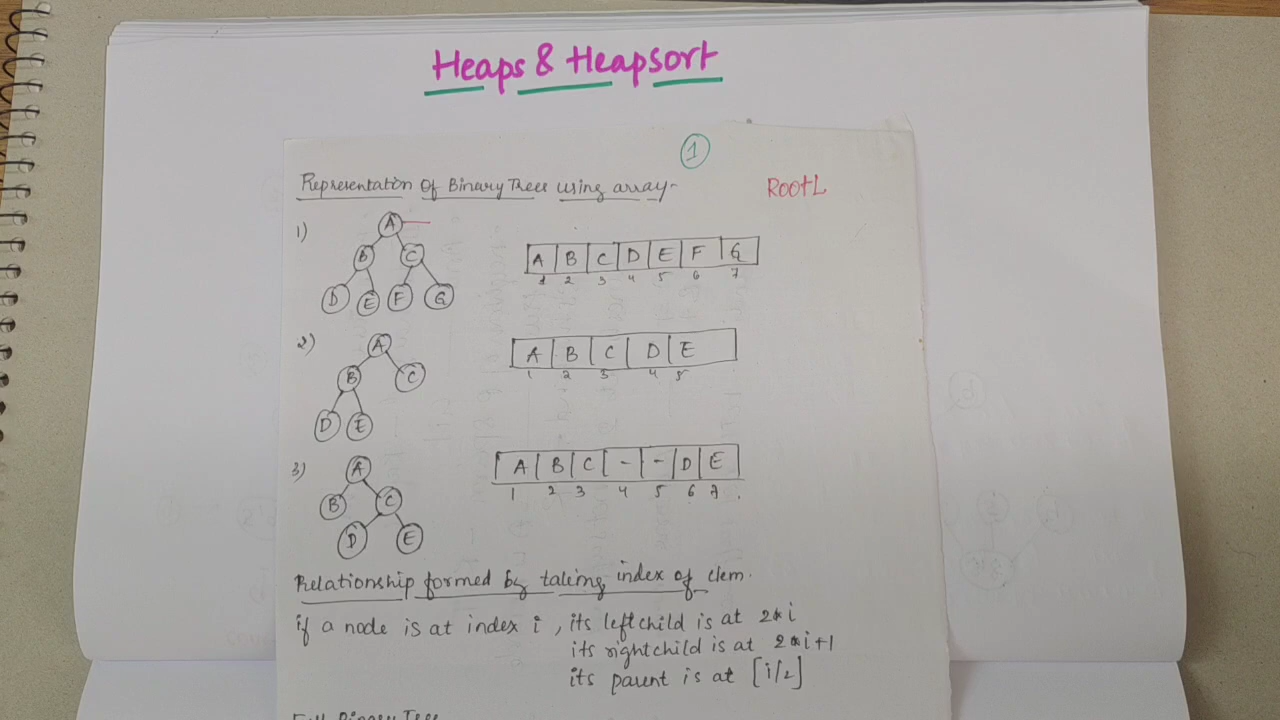 Heaps & Heapsort
1
Representation Of Binary Trees using array-
RootL
1)
A
B C
D E F G
A B C D E F G
1 2 3 4 5 6 7
2)
A
B C
D E
A B C D E
1 2 3 4 5
3)
A
B C
D E
A B C - - D E
1 2 3 4 5 6 7
Relationship formed by taking index of elem.
if a node is at index i, its leftchild is at 2*i
its rightchild is at 2*i+1
its parent is at [i/2]
Full Binary Tree